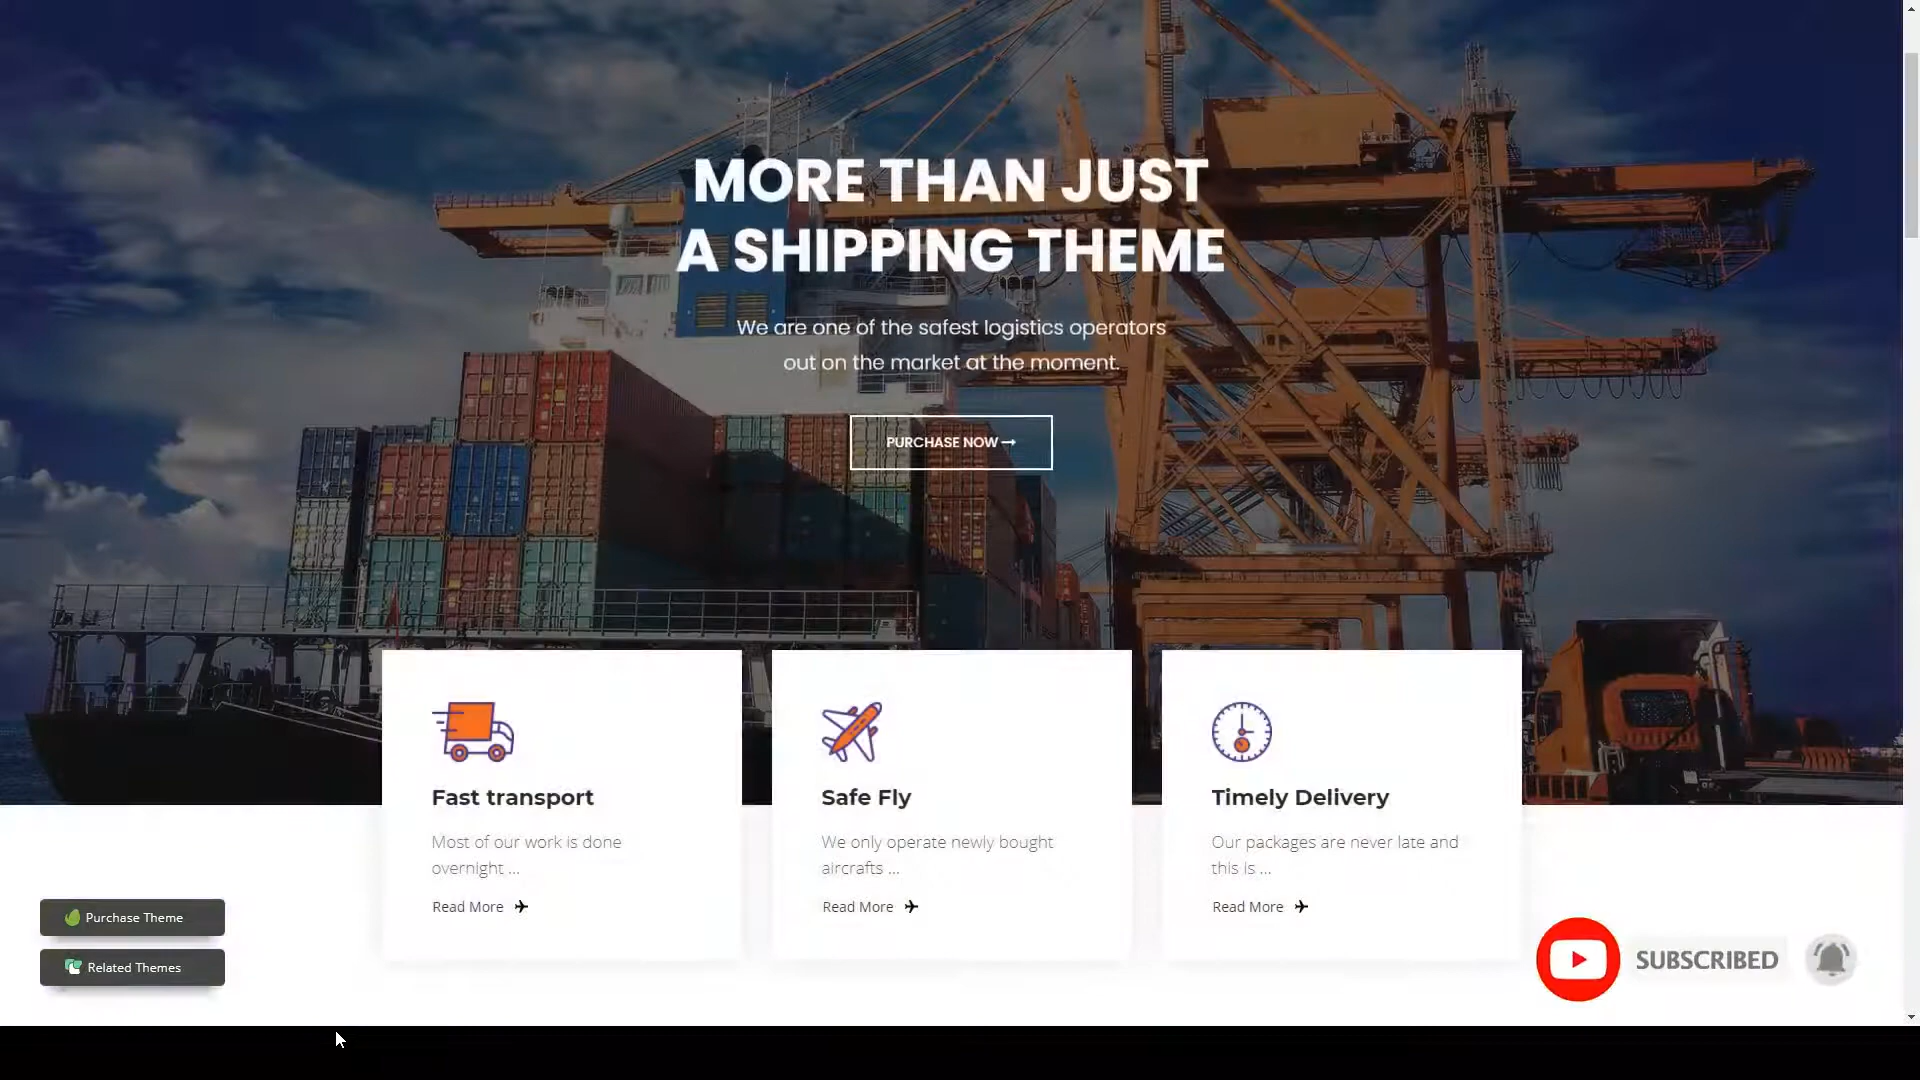 MORE THAN JUST
A SHIPPING THEME
We are one of the safest logistics operators
out on the market at the moment.
PURCHASE NOW
Fast transport
Most of our work is done
overnight ...
Read More
Safe Fly
We only operate newly bought
aircrafts ...
Read More
Timely Delivery
Our packages are never late and
this is ...
Read More
Purchase Theme
Related Themes
SUBSCRIBED